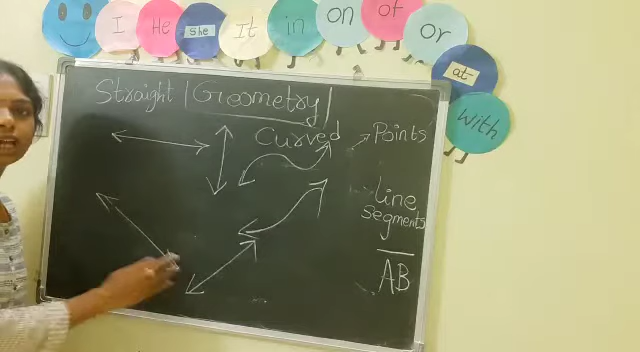 I
He
she
It
in
on
of
or
at
with
Straight
Geometry
Curved
Points
Line
Segments
AB